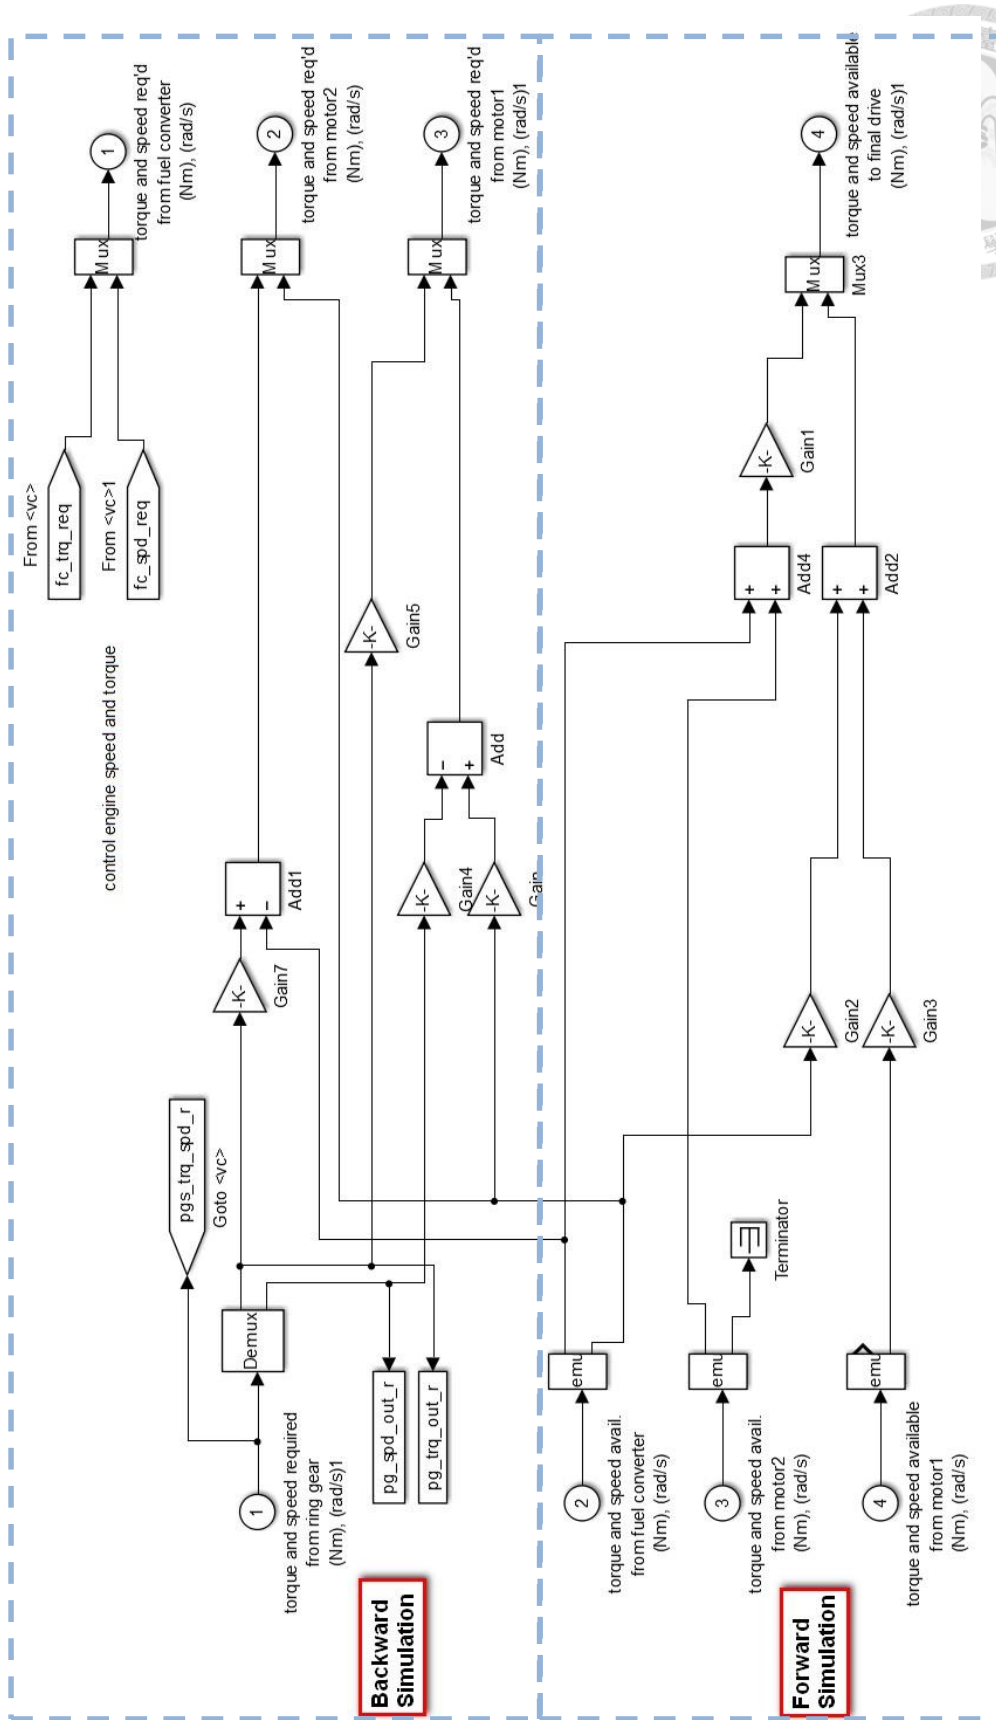 From <vc>
fc_trq_req
From <vc>1
fc_spd_req
control engine speed and torque
Mux
1
torque and speed req'd
from fuel converter
(Nm), (rad/s)
Mux
2
torque and speed req'd
from motor2
(Nm), (rad/s)
Mux
3
torque and speed req'd
from motor1
(Nm), (rad/s)1
+
-
Add1
-K-
Gain7
-K-
Gain5
-
+
Add
-K-
Gain4
-K-
Gain
pgs_trq_spd_r
Goto <vc>
Demux
pg_spd_out_r
pg_trq_out_r
1
torque and speed required
from ring gear
(Nm), (rad/s)1
Backward
Simulation
4
torque and speed available
to final drive
(Nm), (rad/s)1
Mux
Mux3
-K-
Gain1
+
+
Add4
+
+
Add2
-K-
Gain2
-K-
Gain3
Terminator
emu
2
torque and speed avail.
from fuel converter
(Nm), (rad/s)
emu
3
torque and speed avail.
from motor2
(Nm), (rad/s)
emu
4
torque and speed available
from motor1
(Nm), (rad/s)
Forward
Simulation